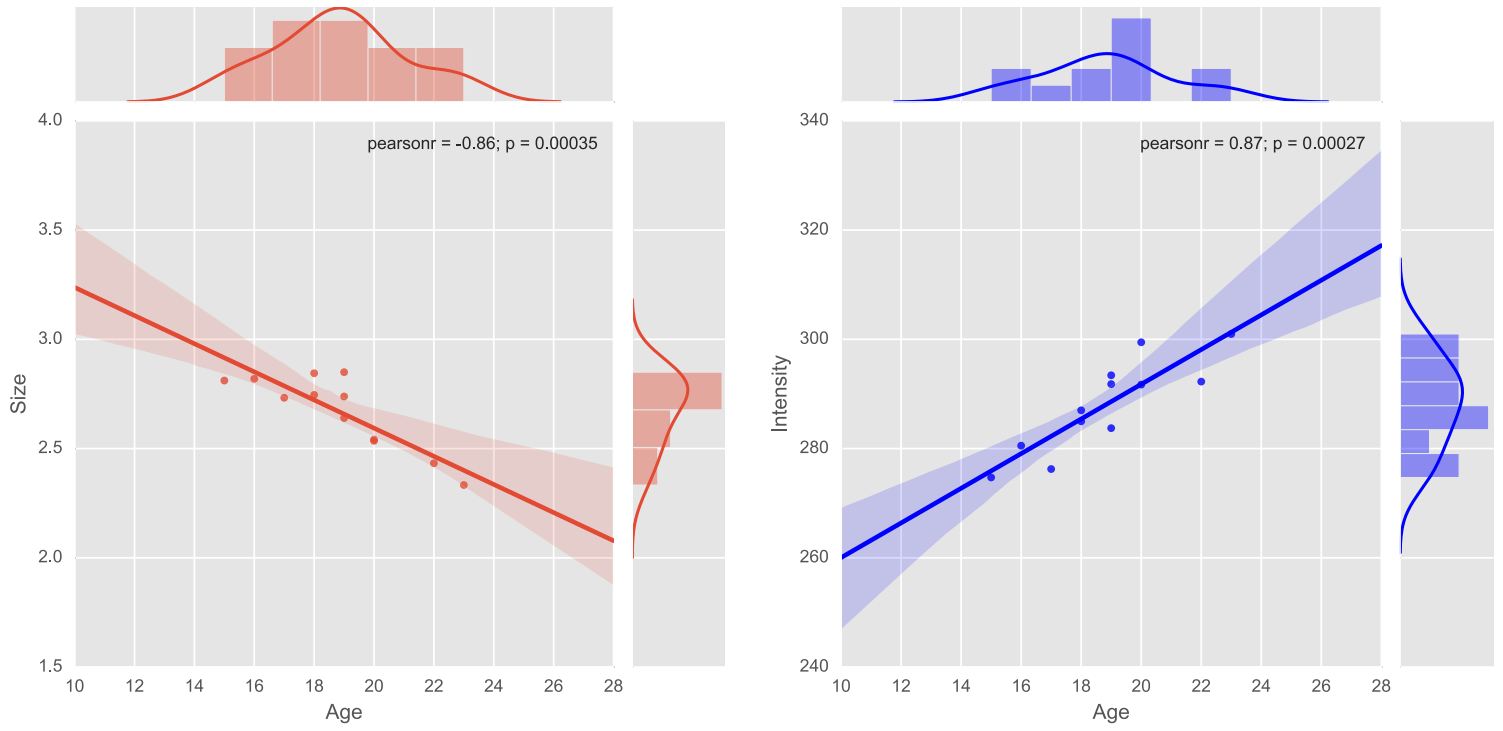 pearsonr = -0.86; p = 0.00035
4.0
3.5
3.0
2.5
2.0
1.5
Size
10 12 14 16 18 20 22 24 26 28
Age
pearsonr = 0.87; p = 0.00027
340
320
300
280
260
240
Intensity
10 12 14 16 18 20 22 24 26 28
Age